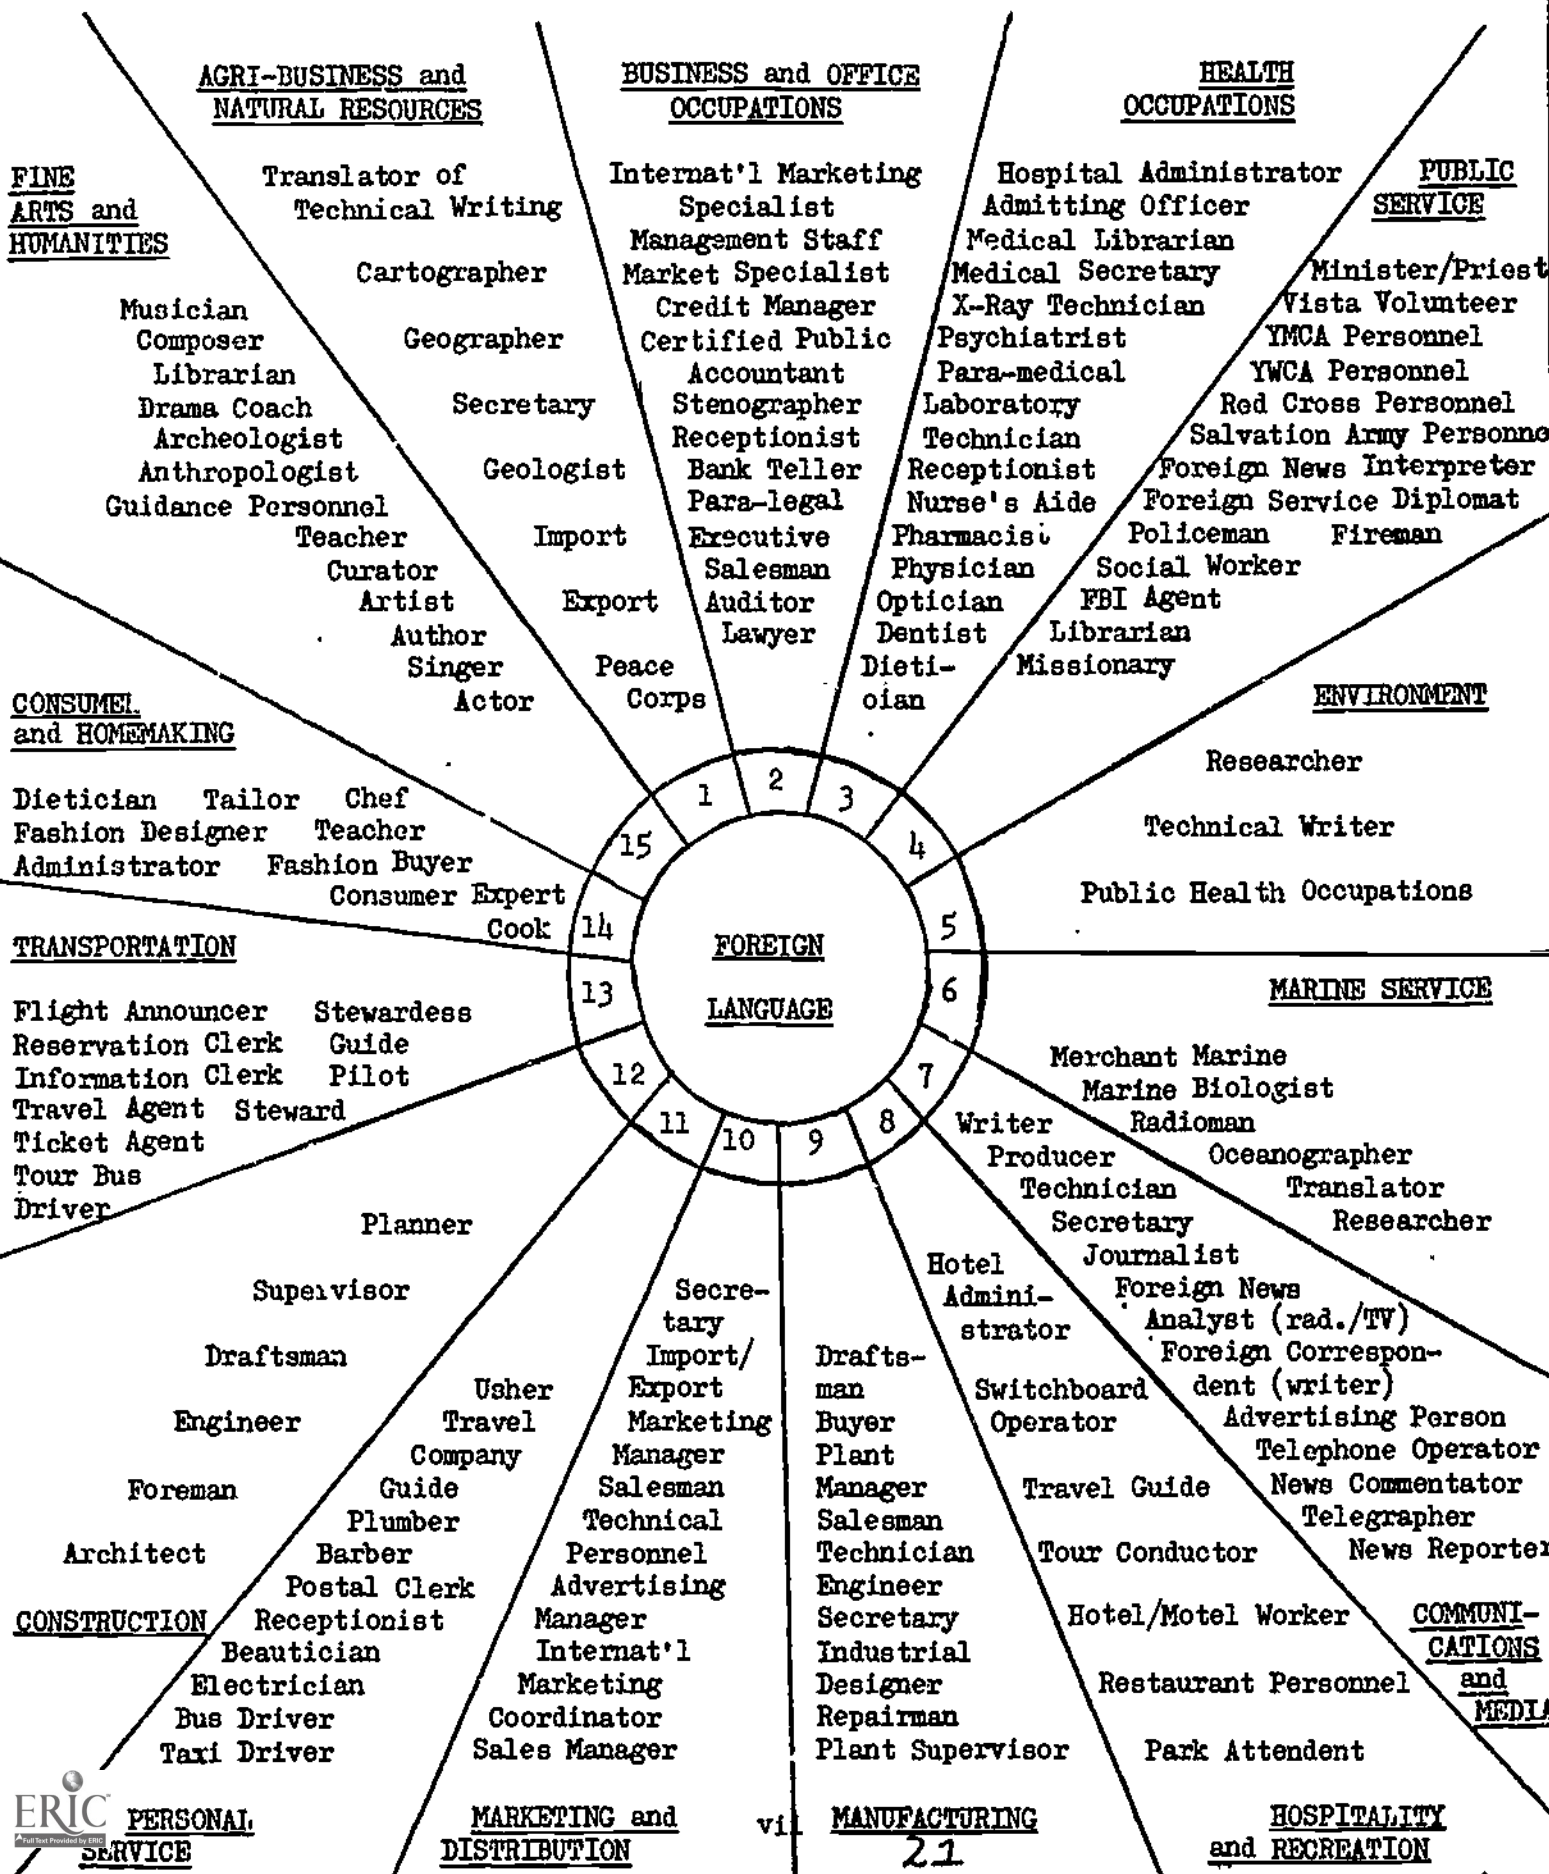 AGRI-BUSINESS and
NATURAL RESOURCES
Translator of
Technical Writing
Cartographer
Geographer
Secretary
Geologist
Import
Export
Peace
Corps
BUSINESS and OFFICE
OCCUPATIONS
Internat'l Marketing
Specialist
Management Staff
Market Specialist
Credit Manager
Certified Public
Accountant
Stenographer
Receptionist
Bank Teller
Para-legal
Executive
Salesman
Auditor
Lawyer
HEALTH
OCCUPATIONS
Hospital Administrator
Admitting Officer
Medical Librarian
Medical Secretary
X-Ray Technician
Psychiatrist
Para-medical
Laboratory
Technician
Receptionist
Nurse's Aide
Pharmacist
Physician
Optician
Dentist
Dieti-
cian
PUBLIC
SERVICE
Minister/Priest
Vista Volunteer
YMCA Personnel
YWCA Personnel
Red Cross Personnel
Salvation Army Personne
Foreign News Interpreter
Foreign Service Diplomat
Policeman Fireman
Social Worker
FBI Agent
Librarian
Missionary
ENVIRONMENT
Researcher
Technical Writer
Public Health Occupations
MARINE SERVICE
Merchant Marine
Marine Biologist
Radioman
Oceanographer
Translator
Researcher
Writer
Producer
Technician
Secretary
Journalist
Foreign News
Analyst (rad./TV)
Foreign Correspon-
dent (writer)
Advertising Person
Telephone Operator
News Commentator
Telegrapher
News Reporter
COMMUNI-
CATIONS
and
MEDIA
Hotel
Admini-
strator
Switchboard
Operator
Travel Guide
Tour Conductor
Hotel/Motel Worker
Restaurant Personnel
Park Attendent
HOSPITALITY
and RECREATION
Drafts-
man
Buyer
Plant
Manager
Salesman
Technician
Engineer
Secretary
Industrial
Designer
Repairman
Plant Supervisor
MANUFACTURING
Secre-
tary
Import/
Export
Marketing
Manager
Salesman
Technical
Personnel
Advertising
Manager
Internat'l
Marketing
Coordinator
Sales Manager
MARKETING and
DISTRIBUTION
Usher
Travel
Company
Guide
Plumber
Barber
Postal Clerk
Receptionist
Beautician
Electrician
Bus Driver
Taxi Driver
PERSONAL
SERVICE
Planner
Supervisor
Draftsman
Engineer
Foreman
Architect
CONSTRUCTION
TRANSPORTATION
Flight Announcer Stewardess
Reservation Clerk Guide
Information Clerk Pilot
Travel Agent Steward
Ticket Agent
Tour Bus
Driver
CONSUMER
and HOMEMAKING
Dietician Tailor Chef
Fashion Designer Teacher
Administrator Fashion Buyer
Consumer Expert
Cook
FINE
ARTS and
HUMANITIES
Musician
Composer
Librarian
Drama Coach
Archeologist
Anthropologist
Guidance Personnel
Teacher
Curator
Artist
Author
Singer
Actor
1
2
3
4
5
6
7
8
9
10
11
12
13
14
15
FOREIGN
LANGUAGE
vii
21
ERIC
Full Text Provided by ERIC